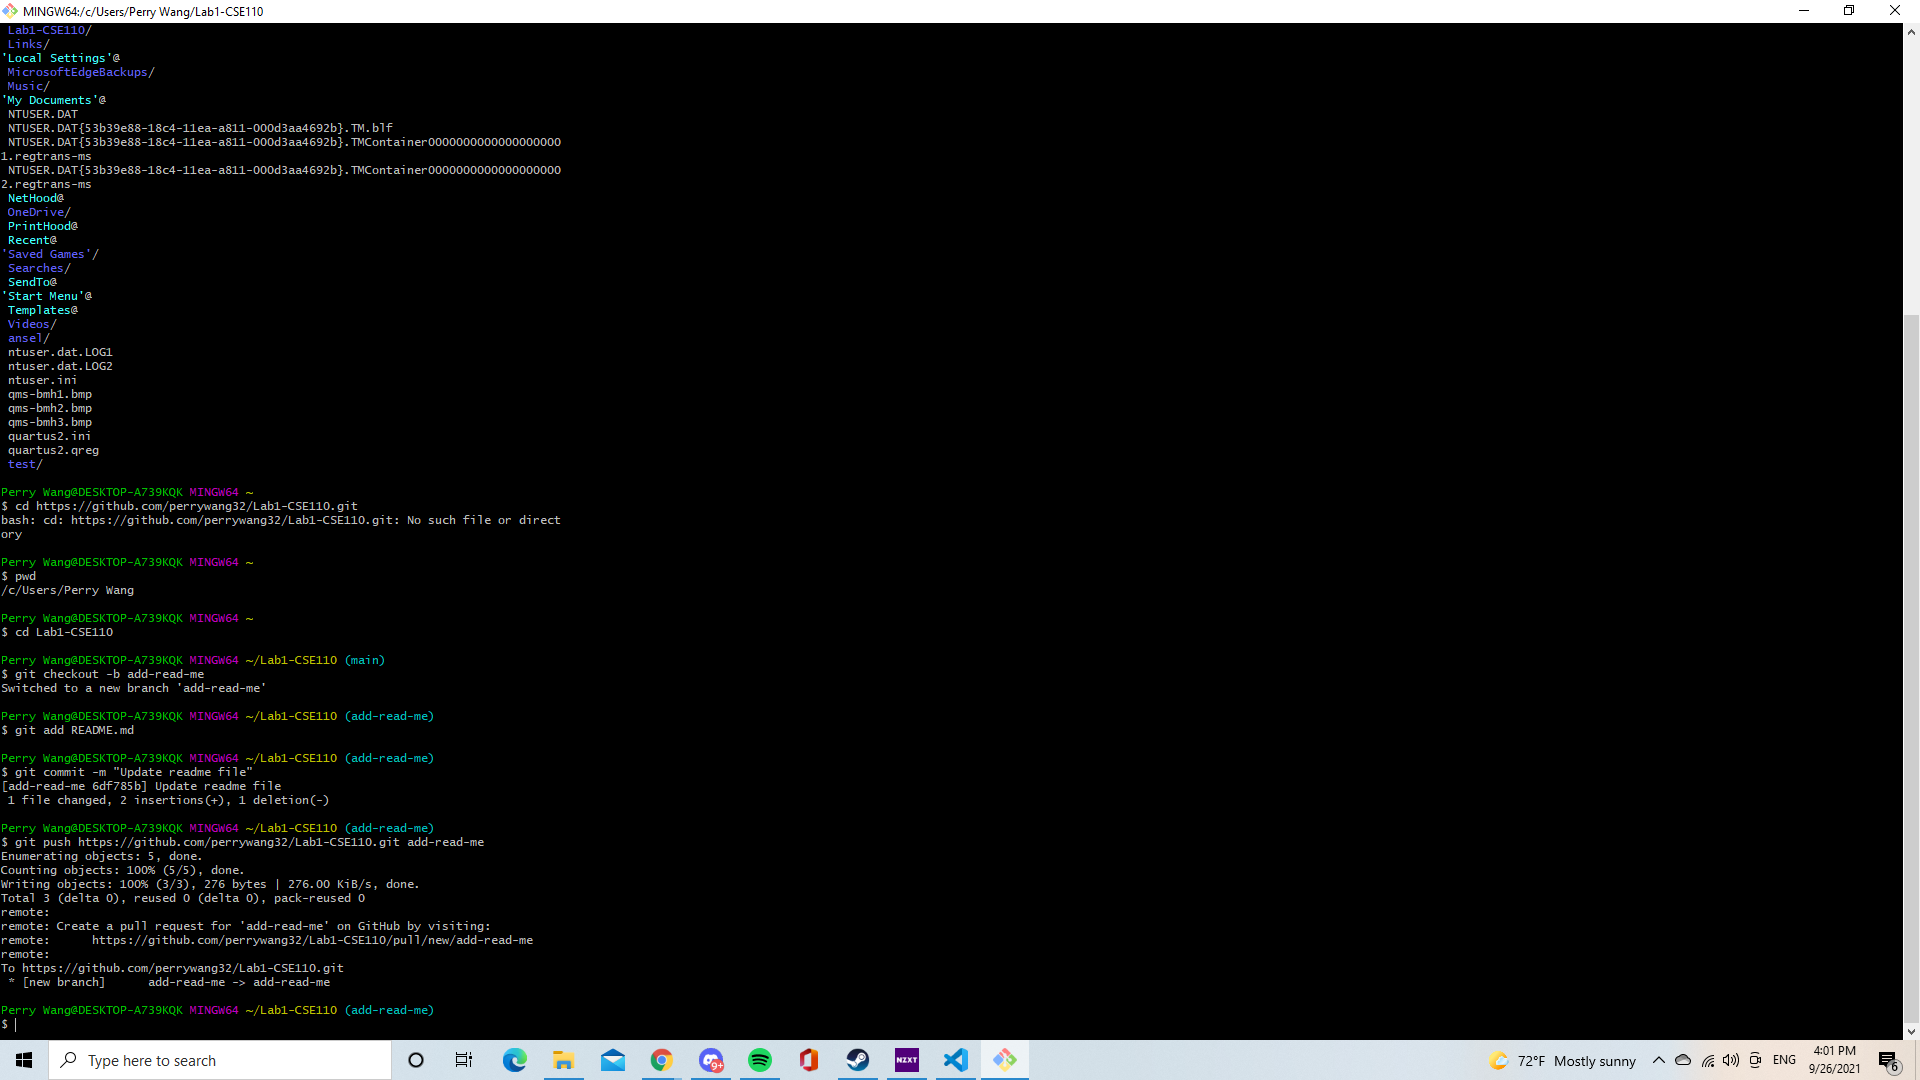 MINGW64:/c/Users/Perry Wang/Lab1-CSE110
Lab1-CSE110/
Links/
'Local Settings'@
MicrosoftEdgeBackups/
Music/
'My Documents'@
NTUSER.DAT
NTUSER.DAT{53b39e88-18c4-11ea-a811-000d3aa4692b}.TM.blf
NTUSER.DAT{53b39e88-18c4-11ea-a811-000d3aa4692b}.TMContainer0000000000000000000
1.regtrans-ms
NTUSER.DAT{53b39e88-18c4-11ea-a811-000d3aa4692b}.TMContainer0000000000000000000
2.regtrans-ms
NetHood@
OneDrive/
PrintHood@
Recent@
'Saved Games'/
Searches/
SendTo@
'Start Menu'@
Templates@
Videos/
ansel/
ntuser.dat.LOG1
ntuser.dat.LOG2
ntuser.ini
qms-bmh1.bmp
qms-bmh2.bmp
qms-bmh3.bmp
quartus2.ini
quartus2.qreg
test/
Perry Wang@DESKTOP-A739KQK MINGW64 ~
$ cd https://github.com/perrywang32/Lab1-CSE110.git
bash: cd: https://github.com/perrywang32/Lab1-CSE110.git: No such file or direct
ory
Perry Wang@DESKTOP-A739KQK MINGW64 ~
$ pwd
/c/Users/Perry Wang
Perry Wang@DESKTOP-A739KQK MINGW64 ~
$ cd Lab1-CSE110
Perry Wang@DESKTOP-A739KQK MINGW64 ~/Lab1-CSE110 (main)
$ git checkout -b add-read-me
Switched to a new branch 'add-read-me'
Perry Wang@DESKTOP-A739KQK MINGW64 ~/Lab1-CSE110 (add-read-me)
$ git add README.md
Perry Wang@DESKTOP-A739KQK MINGW64 ~/Lab1-CSE110 (add-read-me)
$ git commit -m "Update readme file"
[add-read-me 6df785b] Update readme file
1 file changed, 2 insertions(+), 1 deletion(-)
Perry Wang@DESKTOP-A739KQK MINGW64 ~/Lab1-CSE110 (add-read-me)
$ git push https://github.com/perrywang32/Lab1-CSE110.git add-read-me
Enumerating objects: 5, done.
Counting objects: 100% (5/5), done.
Writing objects: 100% (3/3), 276 bytes | 276.00 KiB/s, done.
Total 3 (delta 0), reused 0 (delta 0), pack-reused 0
remote:
remote: Create a pull request for 'add-read-me' on GitHub by visiting:
remote:      https://github.com/perrywang32/Lab1-CSE110/pull/new/add-read-me
remote:
To https://github.com/perrywang32/Lab1-CSE110.git
* [new branch]      add-read-me -> add-read-me
Perry Wang@DESKTOP-A739KQK MINGW64 ~/Lab1-CSE110 (add-read-me)
$
Type here to search
9+
NZXT
72°F Mostly sunny
ENG
4:01 PM
9/26/2021
6